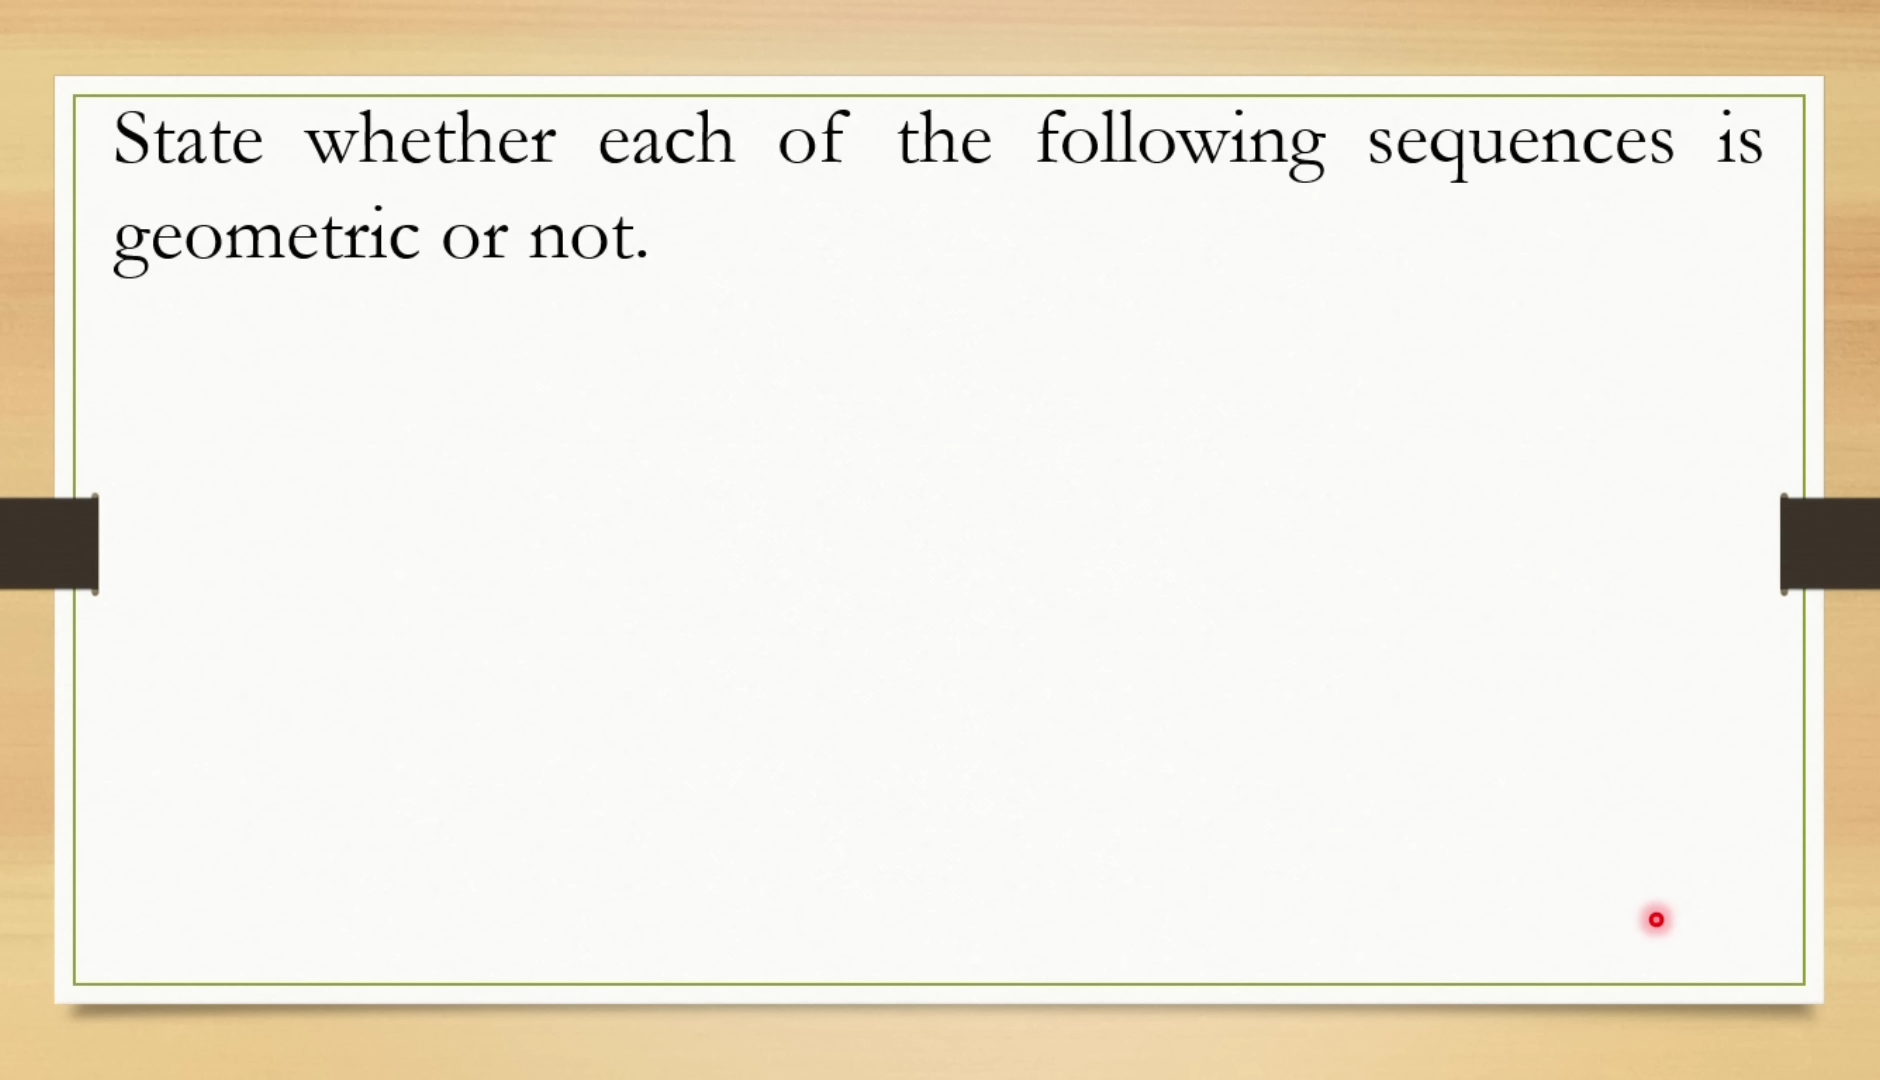 State whether each of the following sequences is
geometric or not.